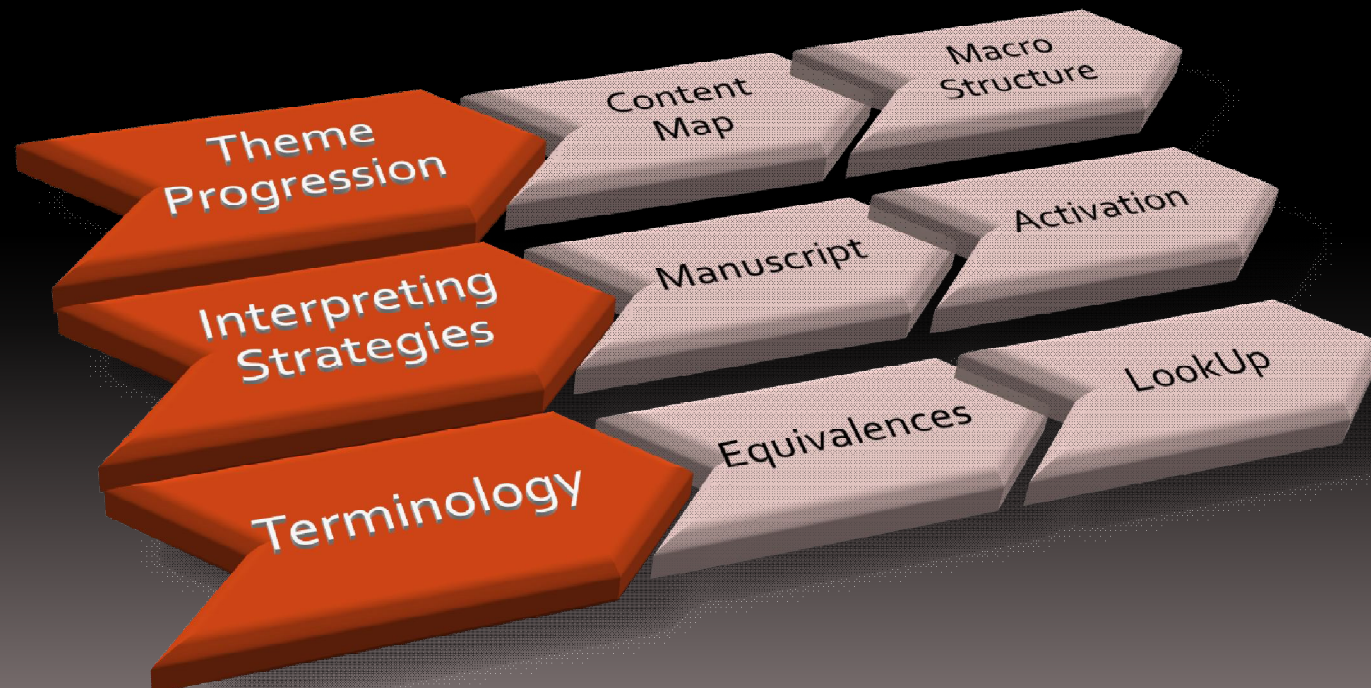 Theme
Progression
Content
Map
Macro
Structure
Interpreting
Strategies
Manuscript
Activation
Terminology
Equivalences
LookUp